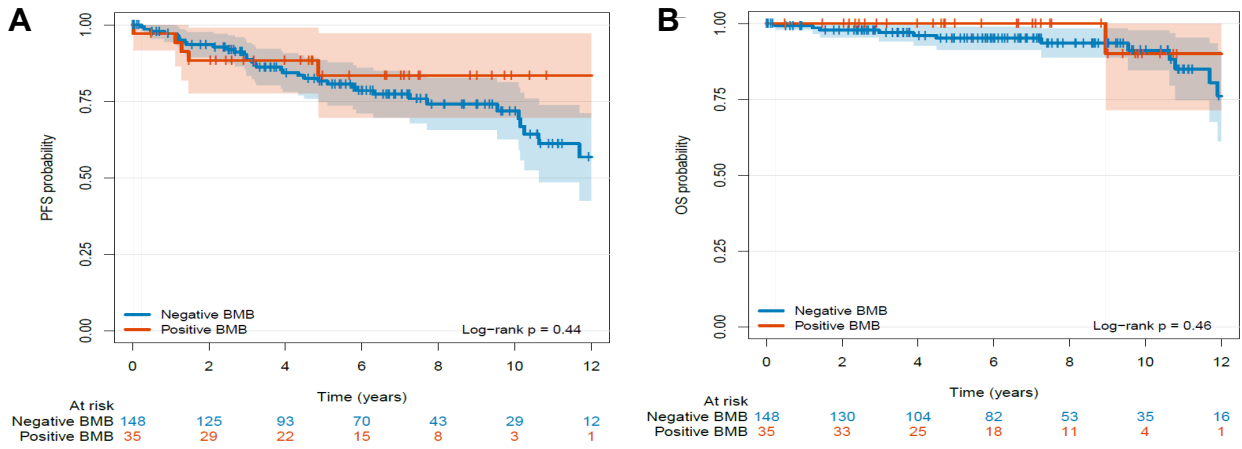 A
PFS probability
1.00
0.75
0.50
0.25
0.00
Negative BMB
Positive BMB
Log-rank p = 0.44
0 2 4 6 8 10 12
Time (years)
At risk
Negative BMB 148 125 93 70 43 29 12
Positive BMB 35 29 22 15 8 3 1
B
OS probability
1.00
0.75
0.50
0.25
0.00
Negative BMB
Positive BMB
Log-rank p = 0.46
0 2 4 6 8 10 12
Time (years)
At risk
Negative BMB 148 130 104 82 53 35 16
Positive BMB 35 33 25 18 11 4 1